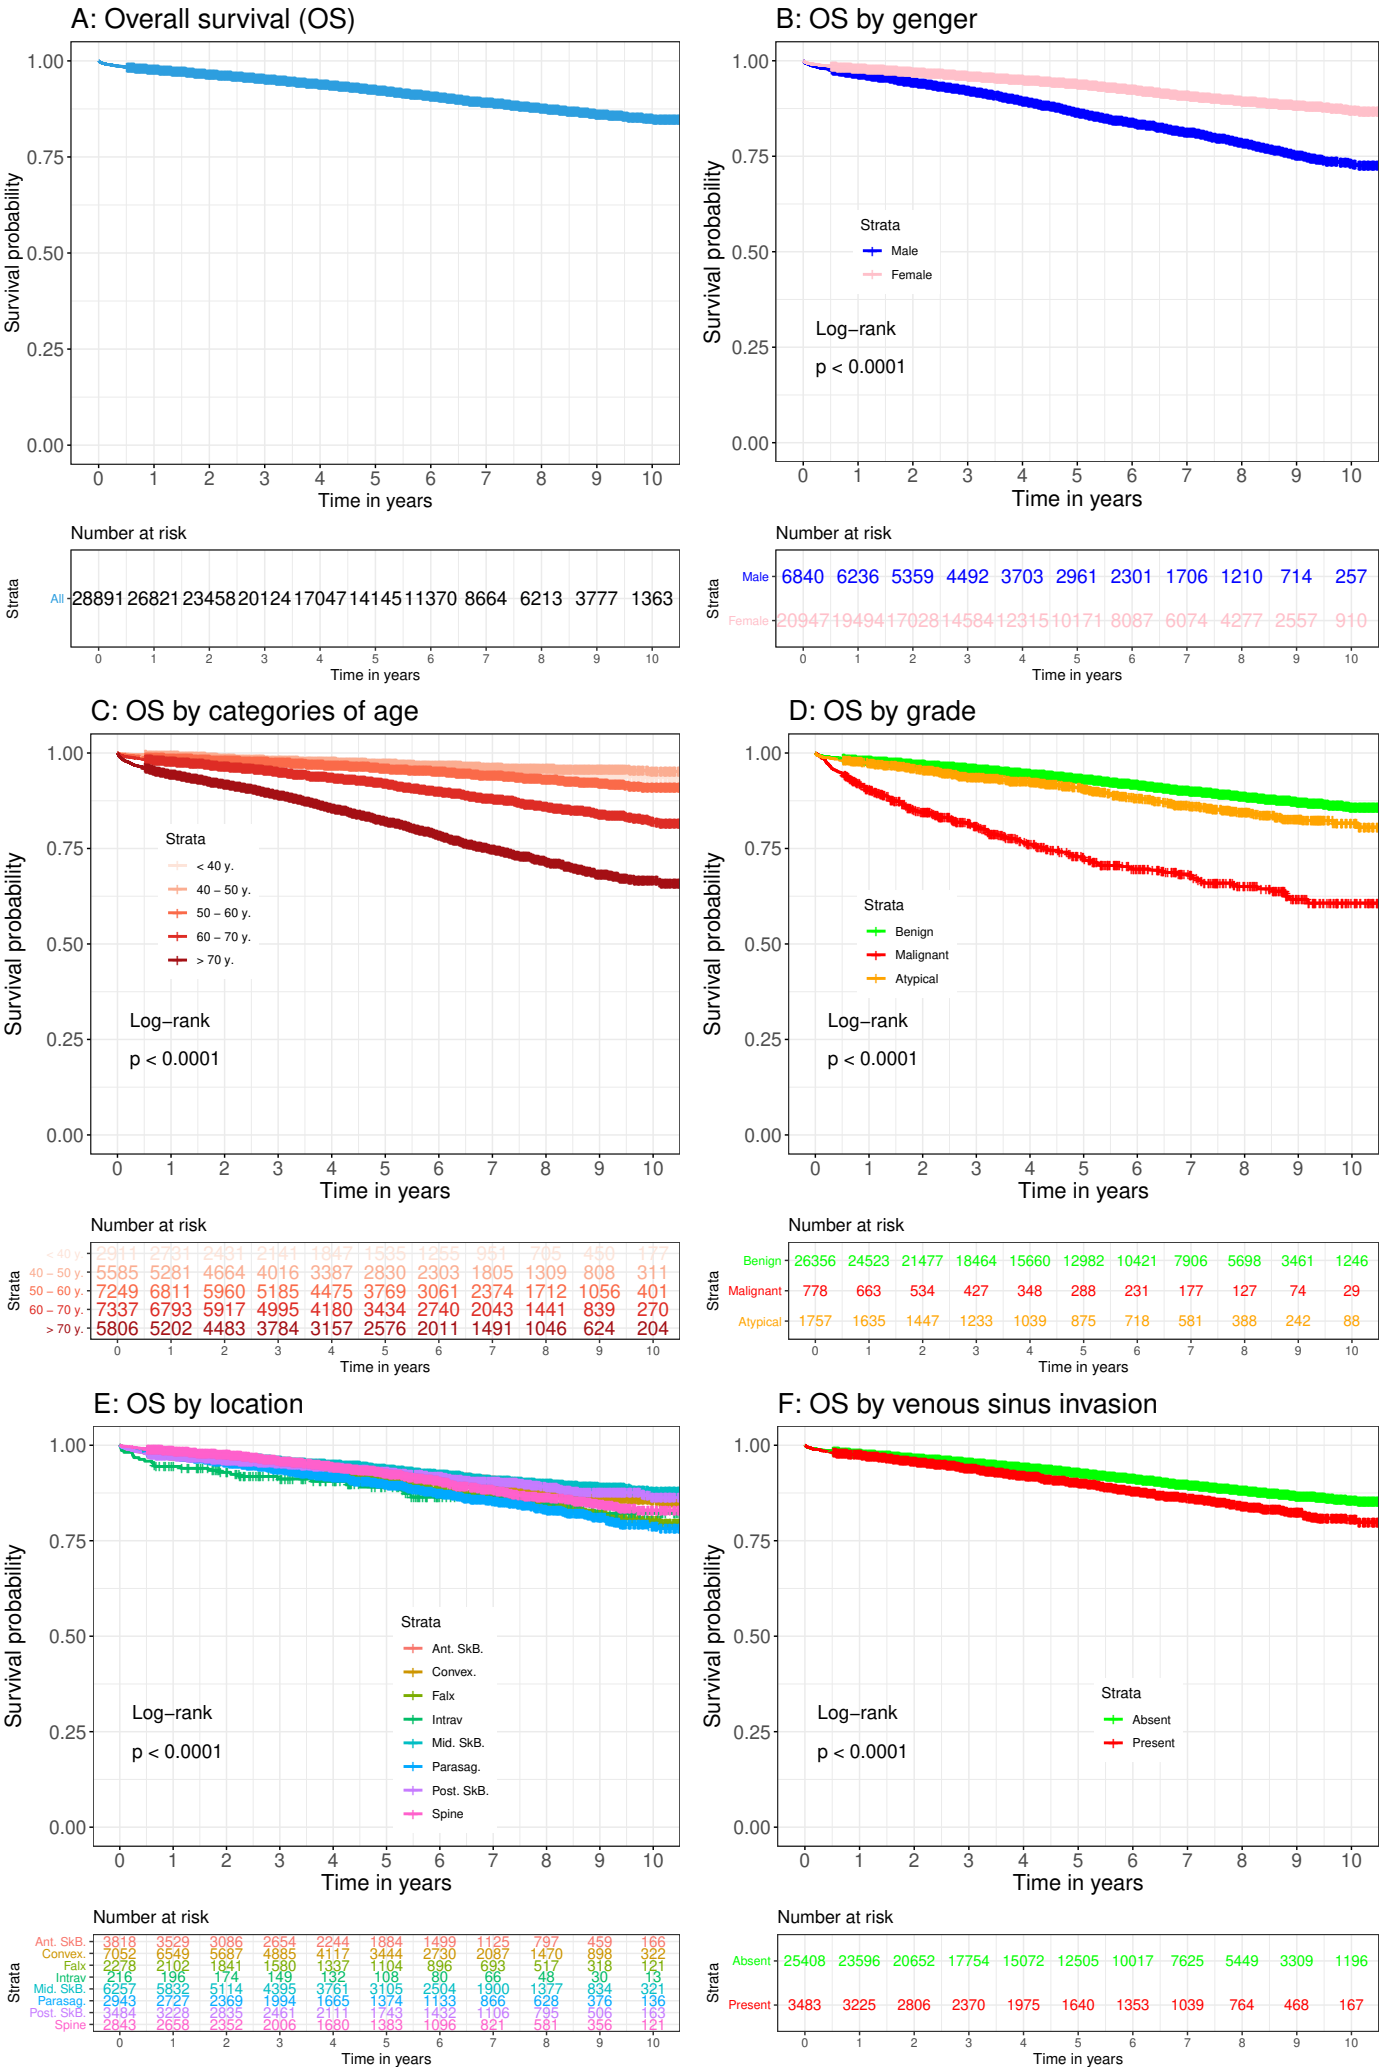 A: Overall survival (OS)
Survival probability
1.00
0.75
0.50
0.25
0.00
0 1 2 3 4 5 6 7 8 9 10
Time in years
Number at risk
Strata
All 28891 26821 23458 20124 17047 14145 11370 8664 6213 3777 1363
0 1 2 3 4 5 6 7 8 9 10
Time in years
B: OS by genger
Survival probability
1.00
0.75
0.50
0.25
0.00
Strata
Male
Female
Log-rank
p < 0.0001
0 1 2 3 4 5 6 7 8 9 10
Time in years
Number at risk
Strata
Male 6840 6236 5359 4492 3703 2961 2301 1706 1210 714 257
Female 20947 19494 17028 14584 12315 10171 8087 6074 4277 2557 910
0 1 2 3 4 5 6 7 8 9 10
Time in years
C: OS by categories of age
Survival probability
1.00
0.75
0.50
0.25
0.00
Strata
< 40 y.
40 − 50 y.
50 − 60 y.
60 − 70 y.
> 70 y.
Log−rank
p < 0.0001
0 1 2 3 4 5 6 7 8 9 10
Time in years
Number at risk
Strata
< 40 y. 2911 2731 2431 2141 1847 1535 1255 951 705 450 177
40 − 50 y. 5585 5281 4664 4016 3387 2830 2303 1805 1309 808 311
50 − 60 y. 7249 6811 5960 5185 4475 3769 3061 2374 1712 1056 401
60 − 70 y. 7337 6793 5917 4995 4180 3434 2740 2043 1441 839 270
> 70 y. 5806 5202 4483 3784 3157 2576 2011 1491 1046 624 204
0 1 2 3 4 5 6 7 8 9 10
Time in years
D: OS by grade
Survival probability
1.00
0.75
0.50
0.25
0.00
Strata
Benign
Malignant
Atypical
Log−rank
p < 0.0001
0 1 2 3 4 5 6 7 8 9 10
Time in years
Number at risk
Strata
Benign 26356 24523 21477 18464 15660 12982 10421 7906 5698 3461 1246
Malignant 778 663 534 427 348 288 231 177 127 74 29
Atypical 1757 1635 1447 1233 1039 875 718 581 388 242 88
0 1 2 3 4 5 6 7 8 9 10
Time in years
E: OS by location
Survival probability
1.00
0.75
0.50
0.25
0.00
Strata
Ant. SkB.
Convex.
Falx
Intrav
Mid. SkB.
Parasag.
Post. SkB.
Spine
Log−rank
p < 0.0001
0 1 2 3 4 5 6 7 8 9 10
Time in years
Number at risk
Strata
Ant. SkB. 3818 3529 3086 2654 2244 1884 1499 1125 797 459 166
Convex. 7052 6549 5687 4885 4117 3444 2730 2087 1470 898 322
Falx 2278 2102 1841 1580 1337 1104 896 693 517 318 121
Intrav 216 196 174 149 132 108 80 66 48 30 13
Mid. SkB. 6257 5832 5114 4395 3761 3105 2504 1900 1377 834 321
Parasag. 2943 2727 2369 1994 1665 1374 1133 866 628 376 136
Post. SkB. 3484 3228 2835 2461 2111 1743 1432 1106 795 506 163
Spine 2843 2658 2352 2006 1680 1383 1096 821 581 356 121
0 1 2 3 4 5 6 7 8 9 10
Time in years
F: OS by venous sinus invasion
Survival probability
1.00
0.75
0.50
0.25
0.00
Strata
Absent
Present
Log−rank
p < 0.0001
0 1 2 3 4 5 6 7 8 9 10
Time in years
Number at risk
Strata
Absent 25408 23596 20652 17754 15072 12505 10017 7625 5449 3309 1196
Present 3483 3225 2806 2370 1975 1640 1353 1039 764 468 167
0 1 2 3 4 5 6 7 8 9 10
Time in years